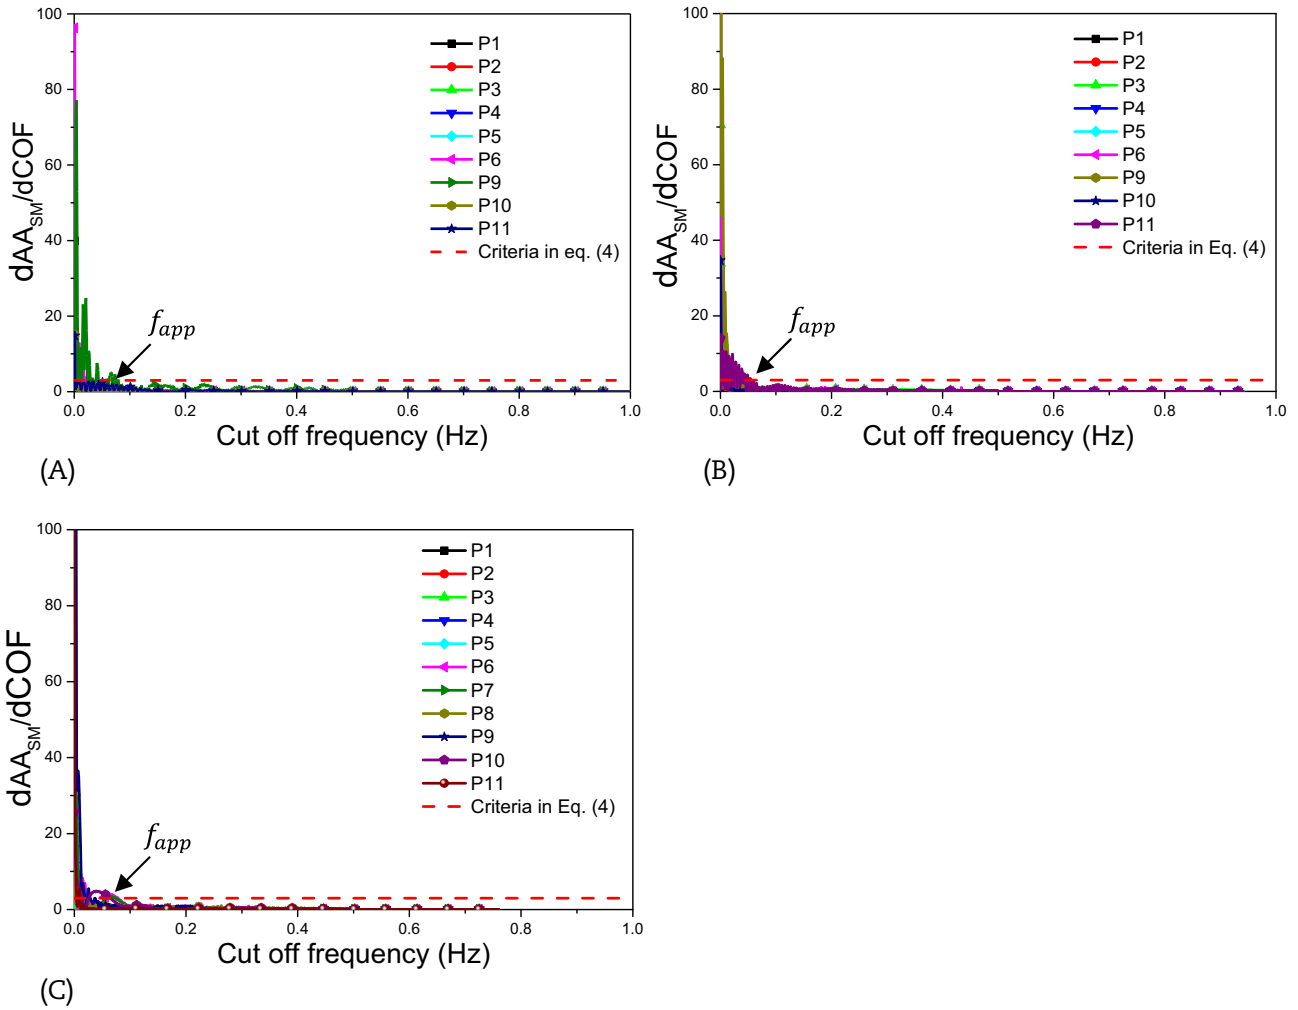 100
80
60
40
20
0
0.0 0.2 0.4 0.6 0.8 1.0
dAA_SM/dCOF
Cut off frequency (Hz)
P1
P2
P3
P4
P5
P6
P9
P10
P11
Criteria in eq. (4)
f_app
(A)
100
80
60
40
20
0
0.0 0.2 0.4 0.6 0.8 1.0
dAA_SM/dCOF
Cut off frequency (Hz)
P1
P2
P3
P4
P5
P6
P9
P10
P11
Criteria in Eq. (4)
f_app
(B)
100
80
60
40
20
0
0.0 0.2 0.4 0.6 0.8 1.0
dAA_SM/dCOF
Cut off frequency (Hz)
P1
P2
P3
P4
P5
P6
P7
P8
P9
P10
P11
Criteria in Eq. (4)
f_app
(C)